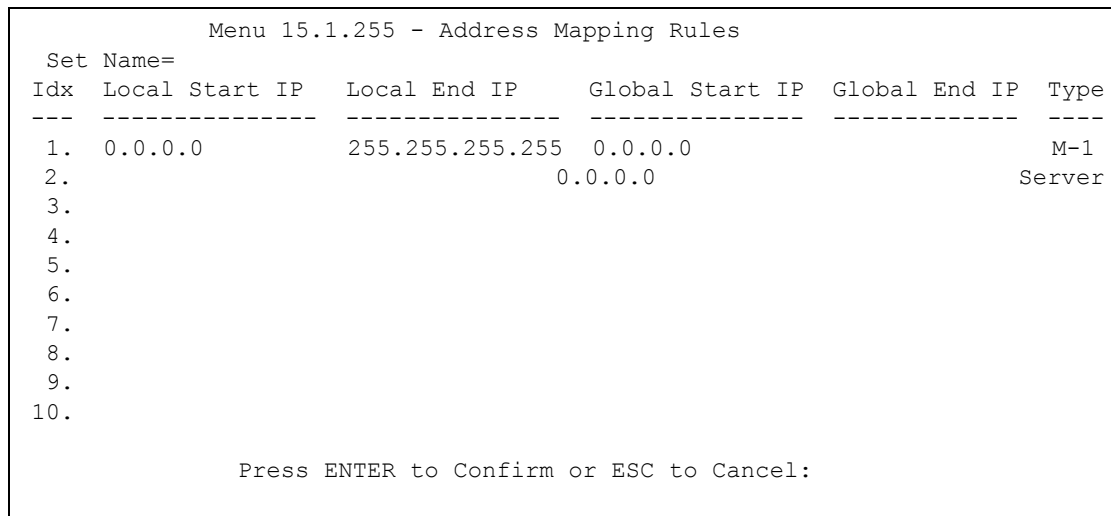 Menu 15.1.255 - Address Mapping Rules
Set Name=
Idx  Local Start IP   Local End IP     Global Start IP  Global End IP  Type
---  ---------------  ---------------  ---------------  -------------  ----
1.  0.0.0.0          255.255.255.255  0.0.0.0                         M-1
2.                                  0.0.0.0                         Server
3.
4.
5.
6.
7.
8.
9.
10.
Press ENTER to Confirm or ESC to Cancel: